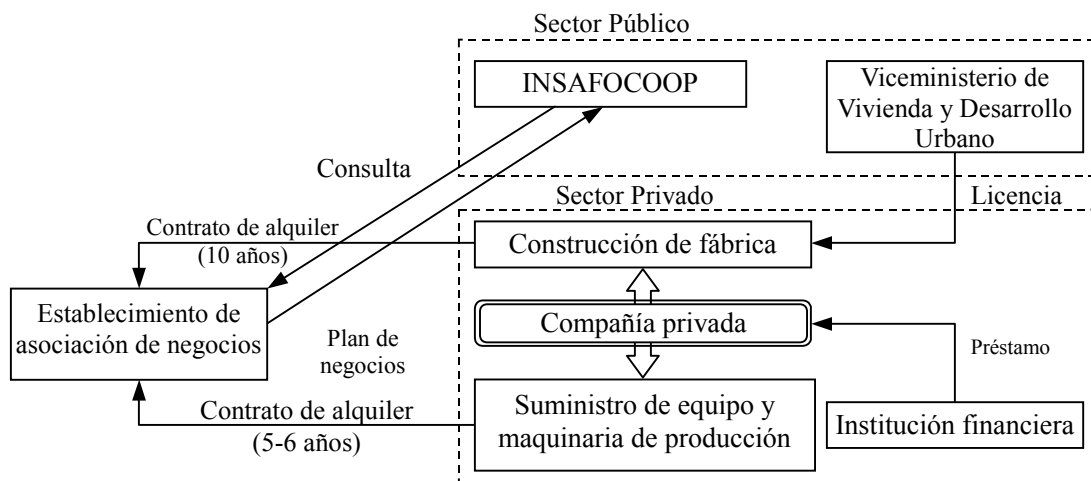 Sector Público
INSAFOCOOP
Viceministerio de
Vivienda y Desarrollo
Urbano
Consulta
Sector Privado
Licencia
Contrato de alquiler
(10 años)
Construcción de fábrica
Establecimiento de
asociación de negocios
Compañía privada
Plan de
negocios
Préstamo
Contrato de alquiler
(5-6 años)
Suministro de equipo y
maquinaria de producción
Institución financiera